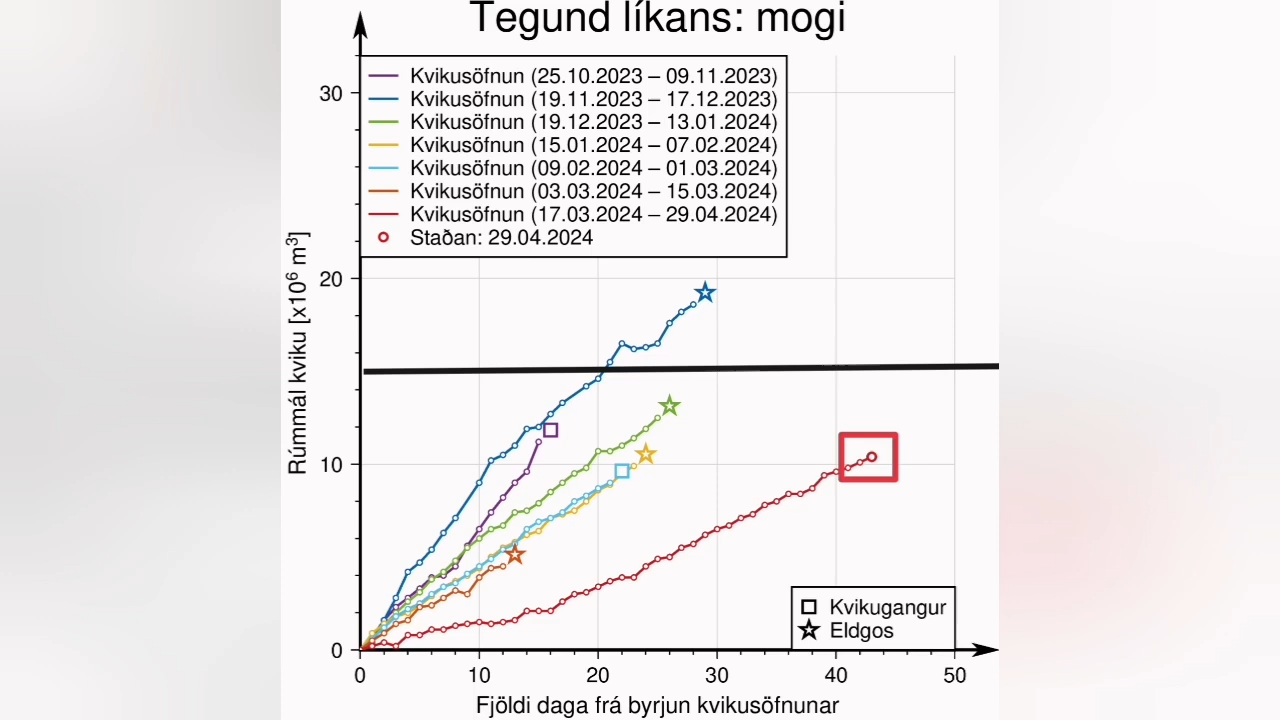 Tegund líkans: mogi
Kvikusöfnun (25.10.2023 – 09.11.2023)
Kvikusöfnun (19.11.2023 – 17.12.2023)
Kvikusöfnun (19.12.2023 – 13.01.2024)
Kvikusöfnun (15.01.2024 – 07.02.2024)
Kvikusöfnun (09.02.2024 – 01.03.2024)
Kvikusöfnun (03.03.2024 – 15.03.2024)
Kvikusöfnun (17.03.2024 – 29.04.2024)
Staðan: 29.04.2024
Rúmmál kviku [x10⁶ m³]
30
20
10
0
Kvikugangur
Eldgos
0 10 20 30 40 50
Fjöldi daga frá byrjun kvikusöfnunar